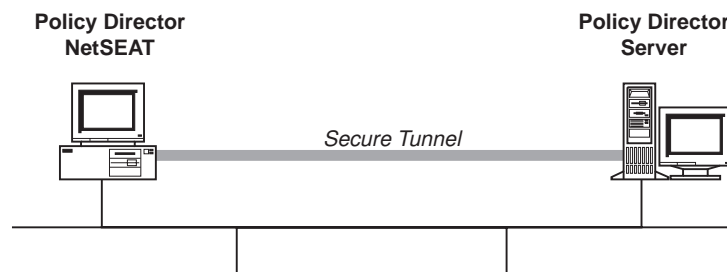 Policy Director
NetSEAT
Policy Director
Server
Secure Tunnel